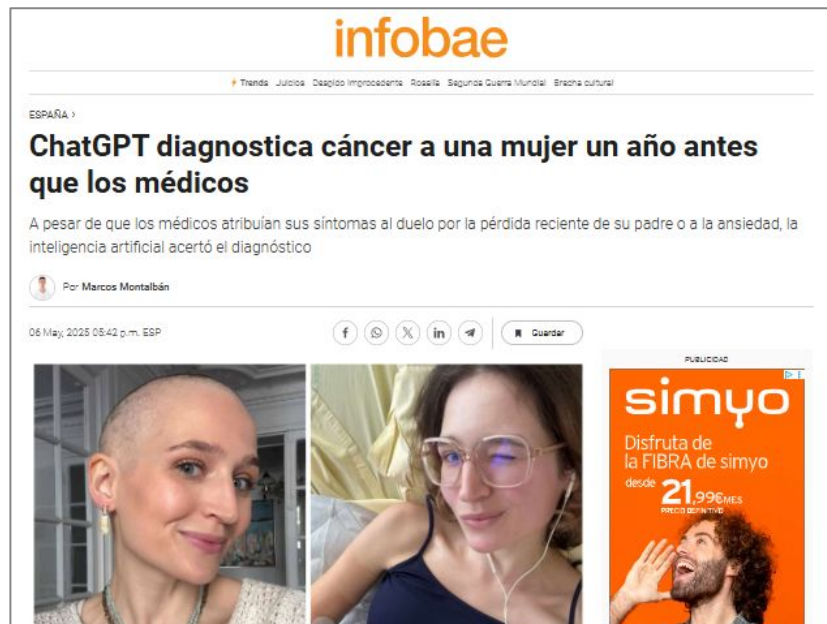 infobae
Trends Juicios Despido improcedente Rosalía Segunda Guerra Mundial Brecha cultural
ESPAÑA >
ChatGPT diagnostica cáncer a una mujer un año antes
que los médicos
A pesar de que los médicos atribuían sus síntomas al duelo por la pérdida reciente de su padre o a la ansiedad, la
inteligencia artificial acertó el diagnóstico
Por Marcos Montalbán
06 May, 2025 05:42 p.m. ESP
Guardar
PUBLICIDAD
simyo
Disfruta de
la FIBRA de simyo
desde 21,99€MES
PRECIO DEFINITIVO